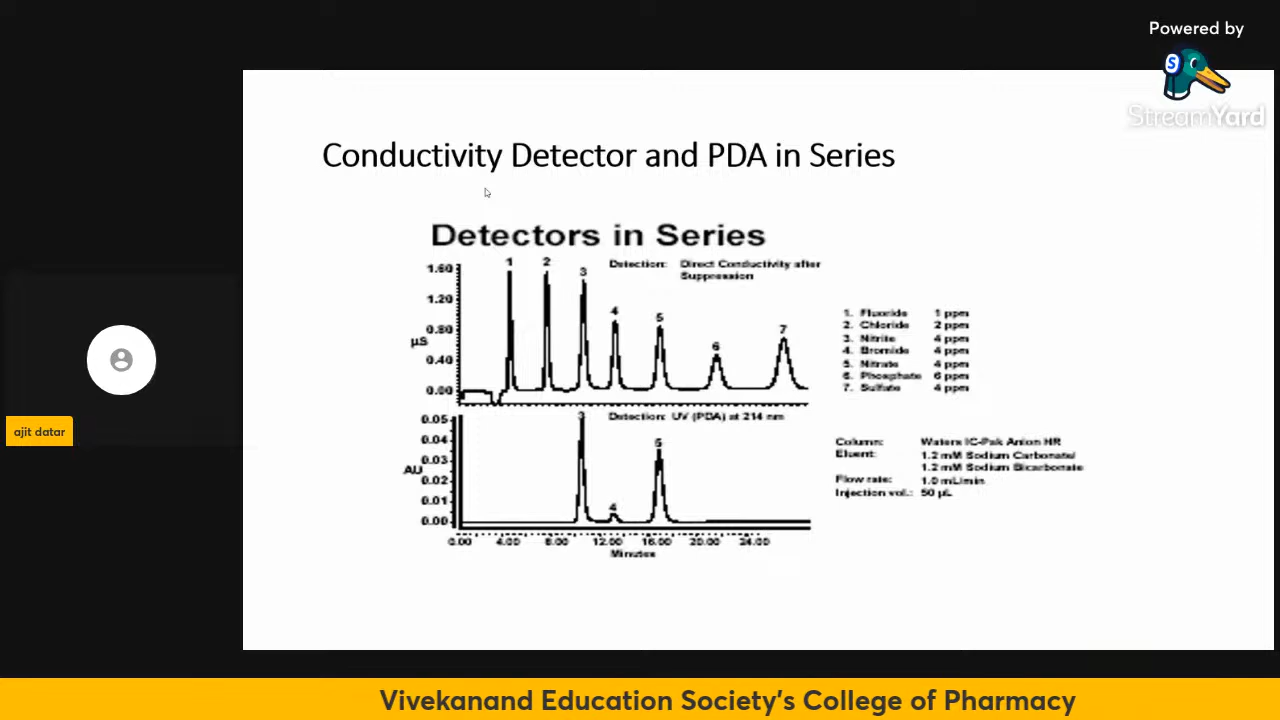 Powered by
S
StreamYard
Conductivity Detector and PDA in Series
Detectors in Series
1 2 3 4 5 6 7
Detection: Direct Conductivity after
Suppression
1.60
1.20
0.80
µS
0.40
0.00
1. Fluoride 1 ppm
2. Chloride 2 ppm
3. Nitrite 4 ppm
4. Bromide 4 ppm
5. Nitrate 4 ppm
6. Phosphate 6 ppm
7. Sulfate 4 ppm
Detection: UV (PDA) at 214 nm
3 4 5
0.05
0.04
0.03
AU
0.02
0.01
0.00
0.00 4.00 8.00 12.00 16.00 20.00 24.00
Minutes
Column: Waters IC-Pak Anion HR
Eluent: 1.2 mM Sodium Carbonate/
1.2 mM Sodium Bicarbonate
Flow rate: 1.0 mL/min
Injection vol.: 50 µL
ajit datar
Vivekanand Education Society's College of Pharmacy